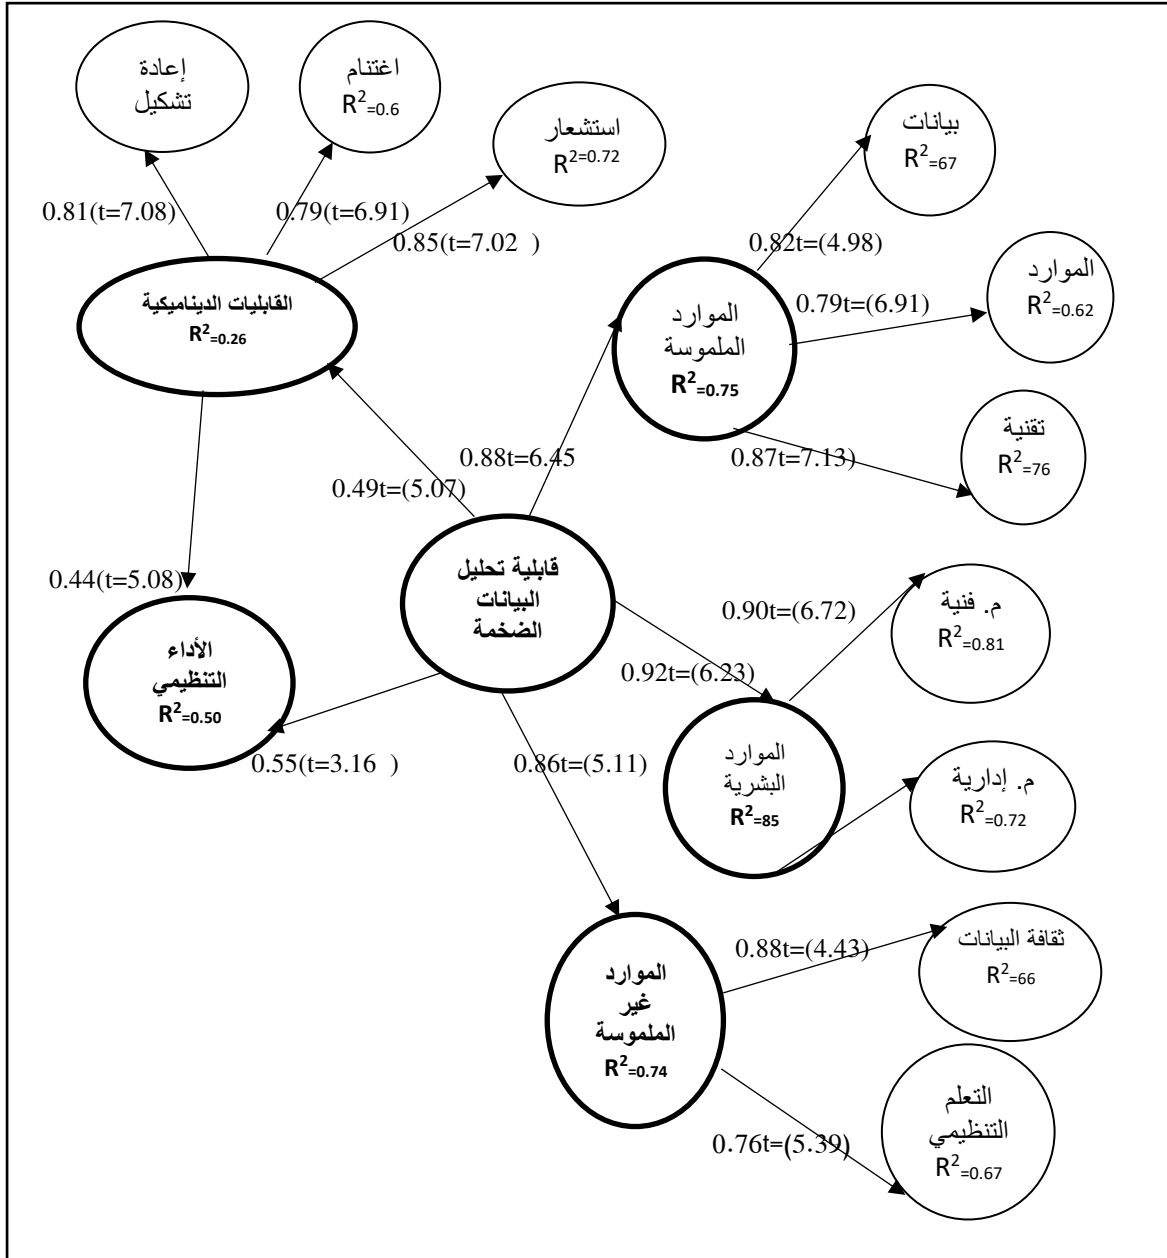 إعادة
تشكيل
اغتنام
R²=0.6
استشعار
R²=0.72
بيانات
R²=67
0.81(t=7.08)
0.79(t=6.91)
0.85(t=7.02 )
0.82t=(4.98)
القابليات الديناميكية
R²=0.26
الموارد
الملموسة
R²=0.75
0.79t=(6.91)
الموارد
R²=0.62
0.87t=7.13)
تقنية
R²=76
0.88t=6.45
0.49t=(5.07)
قابلية تحليل
البيانات
الضخمة
0.44(t=5.08)
الأداء
التنظيمي
R²=0.50
0.90t=(6.72)
م. فنية
R²=0.81
0.92t=(6.23)
0.55(t=3.16 )
0.86t=(5.11)
الموارد
البشرية
R²=85
م. إدارية
R²=0.72
الموارد
غير
الملموسة
R²=0.74
0.88t=(4.43)
ثقافة البيانات
R²=66
0.76t=(5.39)
التعلم
التنظيمي
R²=0.67